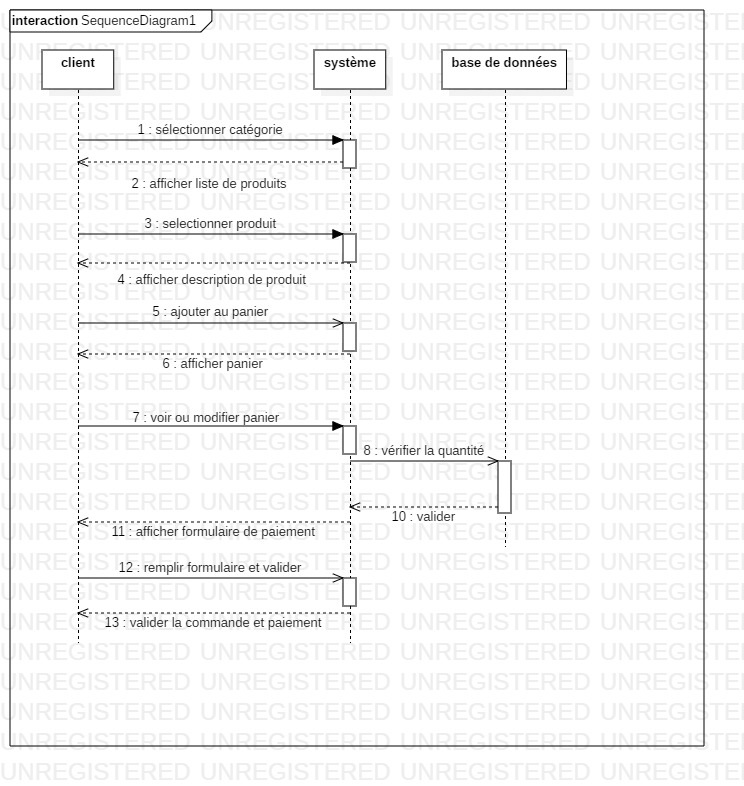 interaction SequenceDiagram1
client
système
base de données
1 : sélectionner catégorie
2 : afficher liste de produits
3 : selectionner produit
4 : afficher description de produit
5 : ajouter au panier
6 : afficher panier
7 : voir ou modifier panier
8 : vérifier la quantité
10 : valider
11 : afficher formulaire de paiement
12 : remplir formulaire et valider
13 : valider la commande et paiement
UNREGISTERED